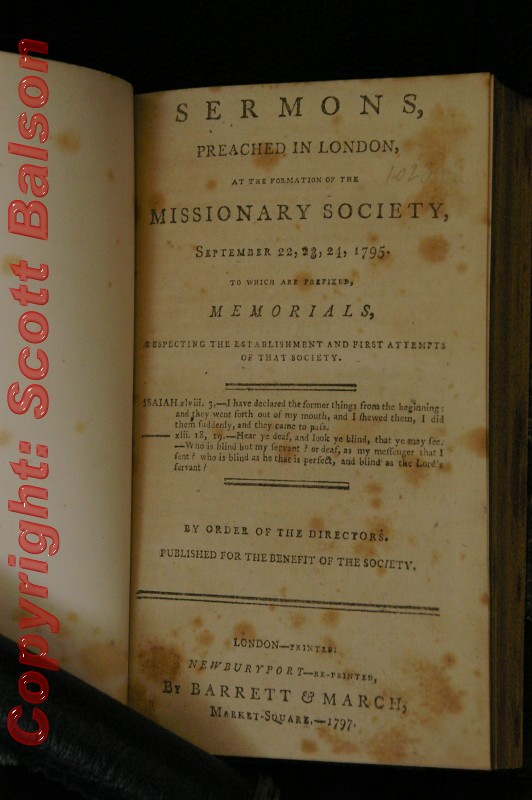 Copyright: Scott Balson
1020
SERMONS,
PREACHED IN LONDON,
AT THE FORMATION OF THE
MISSIONARY SOCIETY,
SEPTEMBER 22, 23, 24, 1795.
TO WHICH ARE PREFIXED,
MEMORIALS,
RESPECTING THE ESTABLISHMENT AND FIRST ATTEMPTS
OF THAT SOCIETY.
ISAIAH xlviii. 3.—I have declared the former things from the beginning:
and they went forth out of my mouth, and I ſhewed them, I did
them ſuddenly, and they came to paſs.
—— xlii. 18, 19.—Hear ye deaf, and look ye blind, that ye may ſee.
—Who is blind but my ſervant? or deaf, as my meſſenger that I
ſent? who is blind as he that is perfect, and blind as the Lord's
ſervant?
BY ORDER OF THE DIRECTORS.
PUBLISHED FOR THE BENEFIT OF THE SOCIETY.
LONDON—PRINTED:
NEWBURYPORT—RE-PRINTED,
BY BARRETT & MARCH,
MARKET-SQUARE,—1797.